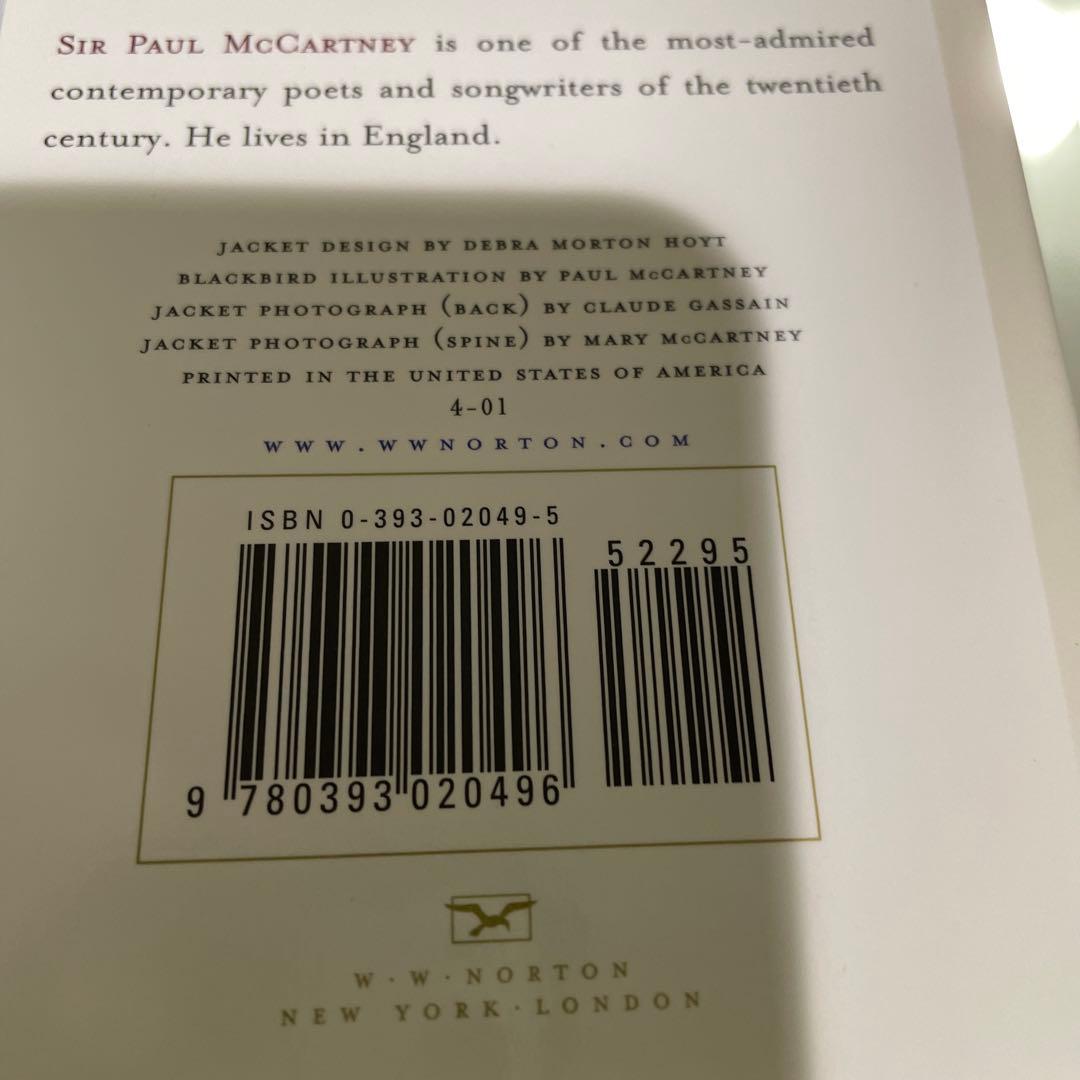 SIR PAUL McCARTNEY is one of the most-admired
contemporary poets and songwriters of the twentieth
century. He lives in England.
JACKET DESIGN BY DEBRA MORTON HOYT
BLACKBIRD ILLUSTRATION BY PAUL McCARTNEY
JACKET PHOTOGRAPH (BACK) BY CLAUDE GASSAIN
JACKET PHOTOGRAPH (SPINE) BY MARY McCARTNEY
PRINTED IN THE UNITED STATES OF AMERICA
4-01
WWW.WWNORTON.COM
ISBN 0-393-02049-5
52295
9 780393 020496
W·W·NORTON
NEW YORK·LONDON